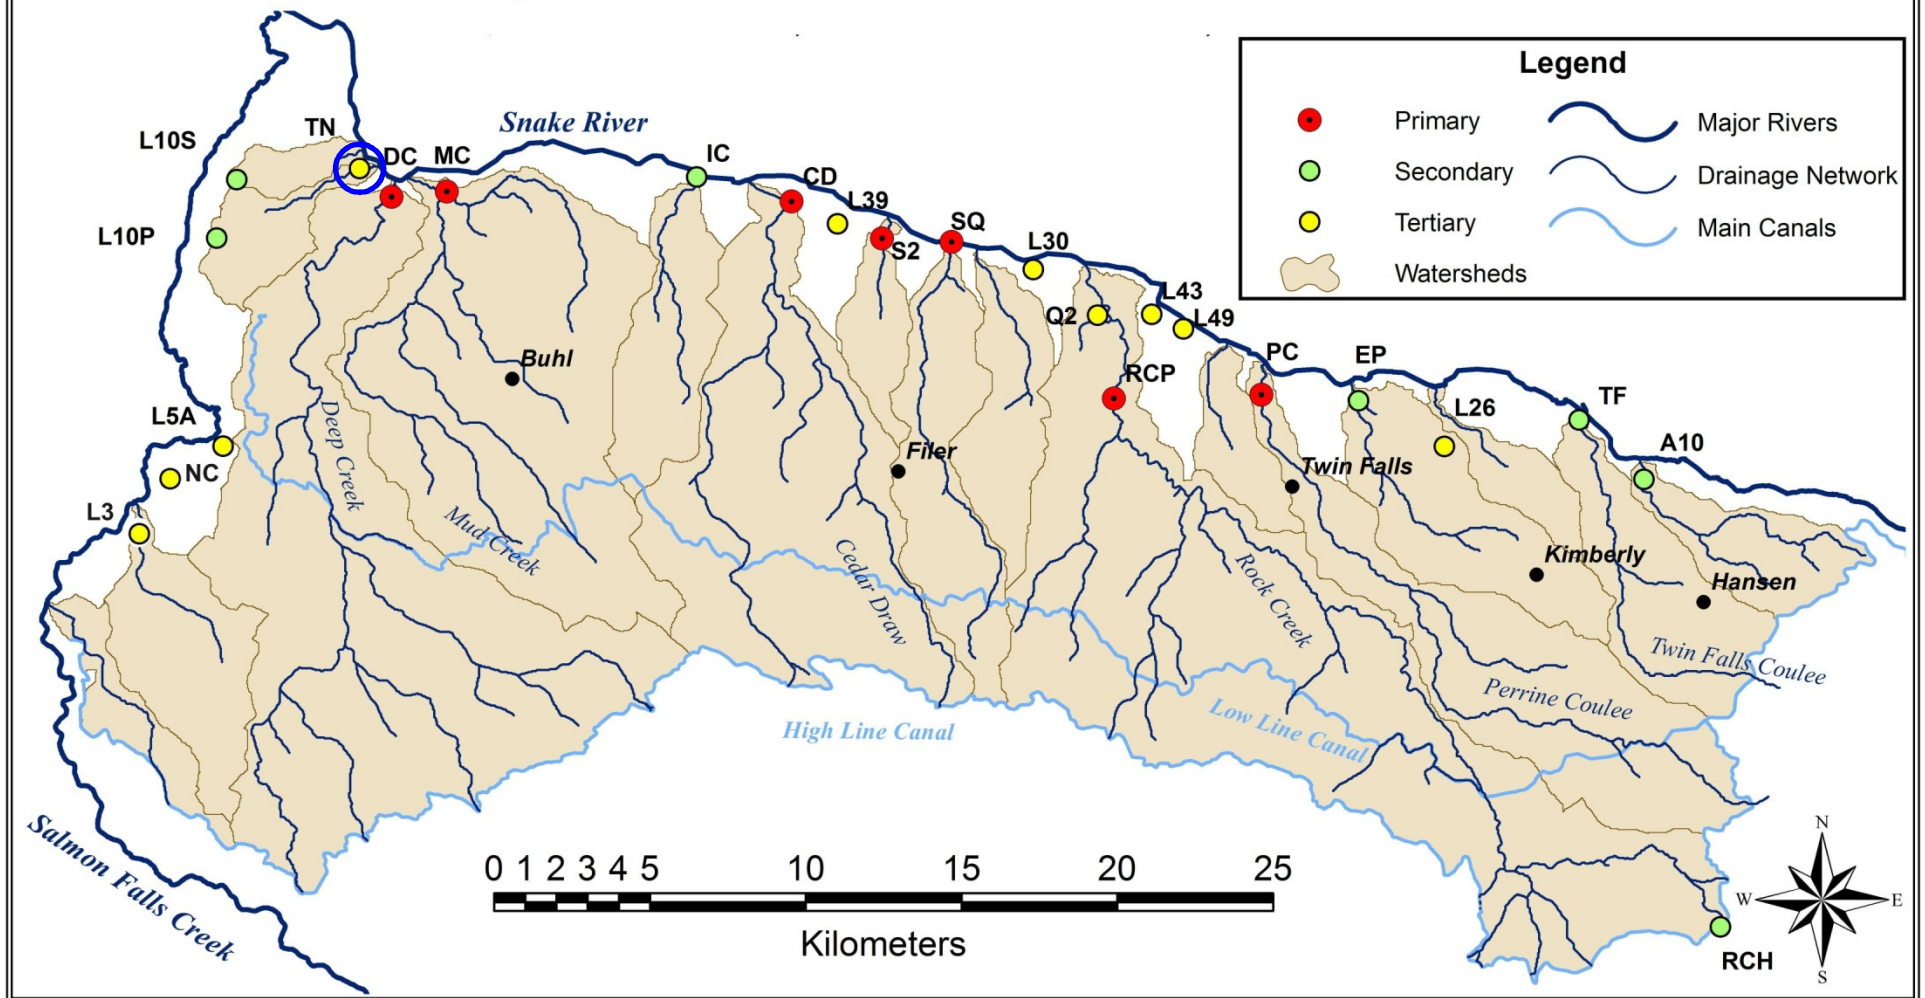 Legend
Primary
Secondary
Tertiary
Watersheds
Major Rivers
Drainage Network
Main Canals
Snake River
L10S
TN
DC
MC
IC
CD
L39
S2
SQ
L30
L10P
Q2
L43
L49
RCP
PC
EP
L26
TF
A10
L5A
NC
L3
Buhl
Filer
Twin Falls
Kimberly
Hansen
Deep Creek
Mud Creek
Cedar Draw
Rock Creek
Twin Falls Coulee
Perrine Coulee
High Line Canal
Low Line Canal
Salmon Falls Creek
0 1 2 3 4 5 10 15 20 25
Kilometers
N
W
E
S
RCH